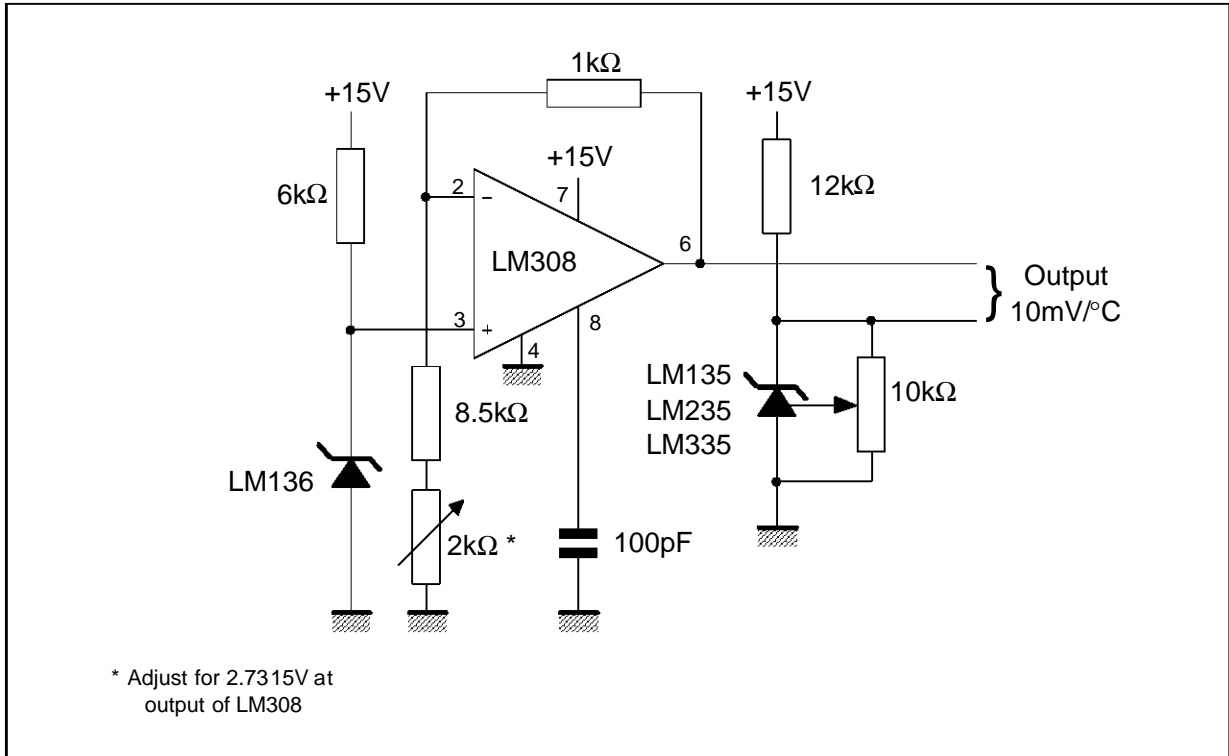 1kΩ
+15V
+15V
+15V
6kΩ
12kΩ
2
−
7
6
LM308
Output
10mV/°C
}
3
+
8
4
LM135
LM235
LM335
10kΩ
8.5kΩ
LM136
2kΩ *
100pF
* Adjust for 2.7315V at
output of LM308